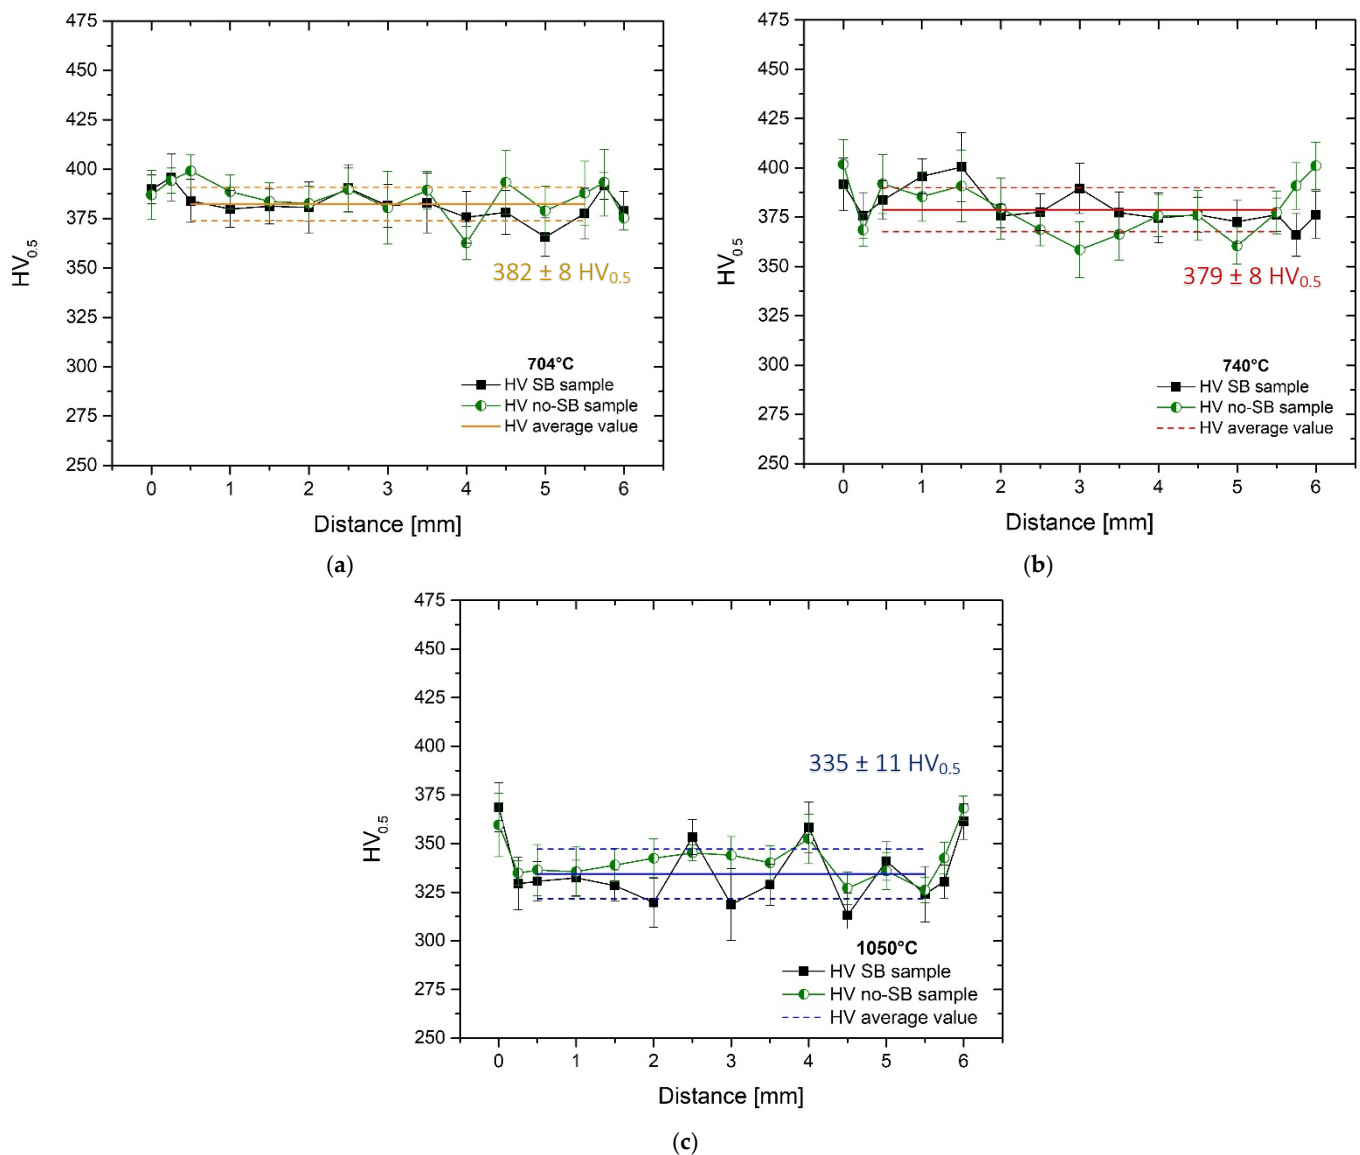 475
450
425
400
375
350
325
300
275
250
HV0.5
382 ± 8 HV0.5
704°C
HV SB sample
HV no-SB sample
HV average value
0 1 2 3 4 5 6
Distance [mm]
(a)
475
450
425
400
375
350
325
300
275
250
HV0.5
379 ± 8 HV0.5
740°C
HV SB sample
HV no-SB sample
HV average value
0 1 2 3 4 5 6
Distance [mm]
(b)
475
450
425
400
375
350
325
300
275
250
HV0.5
335 ± 11 HV0.5
1050°C
HV SB sample
HV no-SB sample
HV average value
0 1 2 3 4 5 6
Distance [mm]
(c)